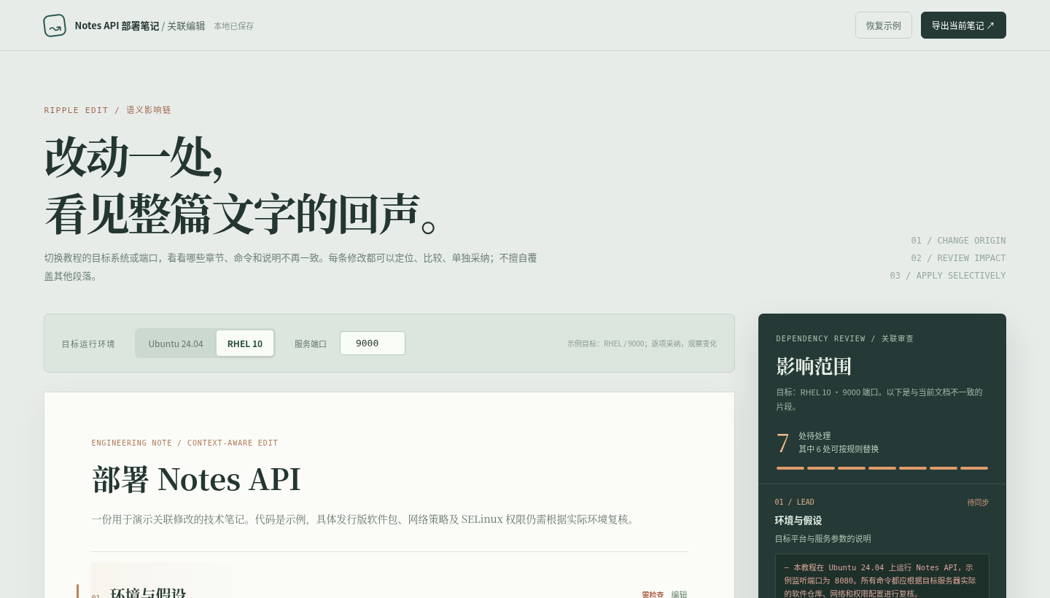 Notes API 部署笔记 / 关联编辑 本地已保存
恢复示例
导出当前笔记 ↗
RIPPLE EDIT / 语义影响链
改动一处，
看见整篇文字的回声。
切换教程的目标系统或端口，看看哪些章节、命令和说明不再一致。每条修改都可以定位、比较、单独采纳；不擅自覆
盖其他段落。
01 / CHANGE ORIGIN
02 / REVIEW IMPACT
03 / APPLY SELECTIVELY
目标运行环境
Ubuntu 24.04
RHEL 10
服务端口
9000
示例目标：RHEL / 9000；逐项采纳，观察变化
ENGINEERING NOTE / CONTEXT-AWARE EDIT
部署 Notes API
一份用于演示关联修改的技术笔记。代码是示例，具体发行版软件包、网络策略及 SELinux 权限仍需根据实际环境复核。
01 环境与假设
需检查 编辑
DEPENDENCY REVIEW / 关联审查
影响范围
目标：RHEL 10 · 9000 端口。以下是与当前文档不一致的
片段。
7
处待处理
其中 6 处可按规则替换
01 / LEAD
待同步
环境与假设
目标平台与服务参数的说明
− 本教程在 Ubuntu 24.04 上运行 Notes API，示
例监听端口为 8080。所有命令都应根据目标服务器实际
的软件仓库、网络和权限配置进行复核。